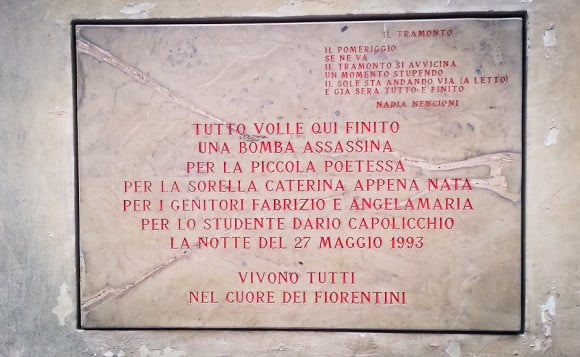 IL TRAMONTO
IL POMERIGGIO
SE NE VA
IL TRAMONTO SI AVVICINA
UN MOMENTO STUPENDO
IL SOLE STA ANDANDO VIA (A LETTO)
E GIA SERA TUTTO E FINITO
NADIA NENCIONI
TUTTO VOLLE QUI FINITO
UNA BOMBA ASSASSINA
PER LA PICCOLA POETESSA
PER LA SORELLA CATERINA APPENA NATA
PER I GENITORI FABRIZIO E ANGELAMARIA
PER LO STUDENTE DARIO CAPOLICCHIO
LA NOTTE DEL 27 MAGGIO 1993
VIVONO TUTTI
NEL CUORE DEI FIORENTINI